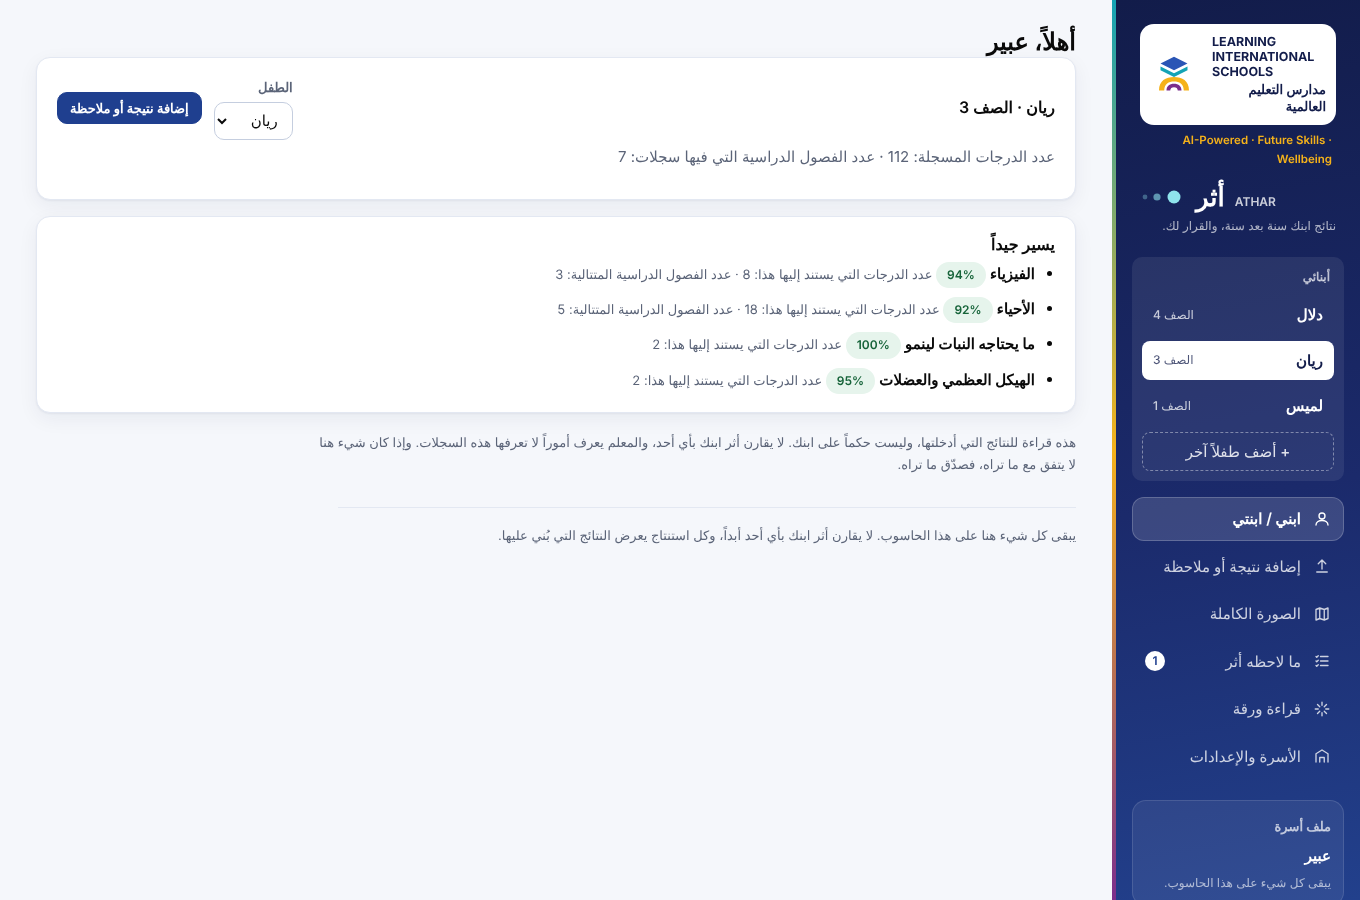 LEARNING
INTERNATIONAL
SCHOOLS
مدارس التعليم
العالمية
AI-Powered · Future Skills ·
Wellbeing
أثر ATHAR
نتائج ابنك سنة بعد سنة، والقرار لك.
أبنائي
دلال الصف 4
ريان الصف 3
لميس الصف 1
+ أضف طفلاً آخر
ابني / ابنتي
إضافة نتيجة أو ملاحظة
الصورة الكاملة
ما لاحظه أثر 1
قراءة ورقة
الأسرة والإعدادات
ملف أسرة
عبير
يبقى كل شيء على هذا الحاسوب.
أهلاً، عبير
ريان · الصف 3
الطفل
ريان
إضافة نتيجة أو ملاحظة
عدد الدرجات المسجلة: 112 · عدد الفصول الدراسية التي فيها سجلات: 7
يسير جيداً
الفيزياء 94% عدد الدرجات التي يستند إليها هذا: 8 · عدد الفصول الدراسية المتتالية: 3
الأحياء 92% عدد الدرجات التي يستند إليها هذا: 18 · عدد الفصول الدراسية المتتالية: 5
ما يحتاجه النبات لينمو 100% عدد الدرجات التي يستند إليها هذا: 2
الهيكل العظمي والعضلات 95% عدد الدرجات التي يستند إليها هذا: 2
هذه قراءة للنتائج التي أدخلتها، وليست حكماً على ابنك. لا يقارن أثر ابنك بأي أحد، والمعلم يعرف أموراً لا تعرفها هذه السجلات. وإذا كان شيء هنا
لا يتفق مع ما تراه، فصدّق ما تراه.
يبقى كل شيء هنا على هذا الحاسوب. لا يقارن أثر ابنك بأي أحد أبداً، وكل استنتاج يعرض النتائج التي بُني عليها.